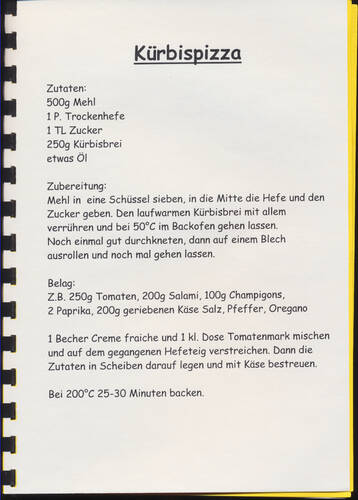 Kürbispizza
Zutaten:
500g Mehl
1 P. Trockenhefe
1 TL Zucker
250g Kürbisbrei
etwas Öl
Zubereitung:
Mehl in eine Schüssel sieben, in die Mitte die Hefe und den
Zucker geben. Den laufwarmen Kürbisbrei mit allem
verrühren und bei 50°C im Backofen gehen lassen.
Noch einmal gut durchkneten, dann auf einem Blech
ausrollen und noch mal gehen lassen.
Belag:
Z.B. 250g Tomaten, 200g Salami, 100g Champigons,
2 Paprika, 200g geriebenen Käse Salz, Pfeffer, Oregano
1 Becher Creme fraiche und 1 kl. Dose Tomatenmark mischen
und auf dem gegangenen Hefeteig verstreichen. Dann die
Zutaten in Scheiben darauf legen und mit Käse bestreuen.
Bei 200°C 25-30 Minuten backen.